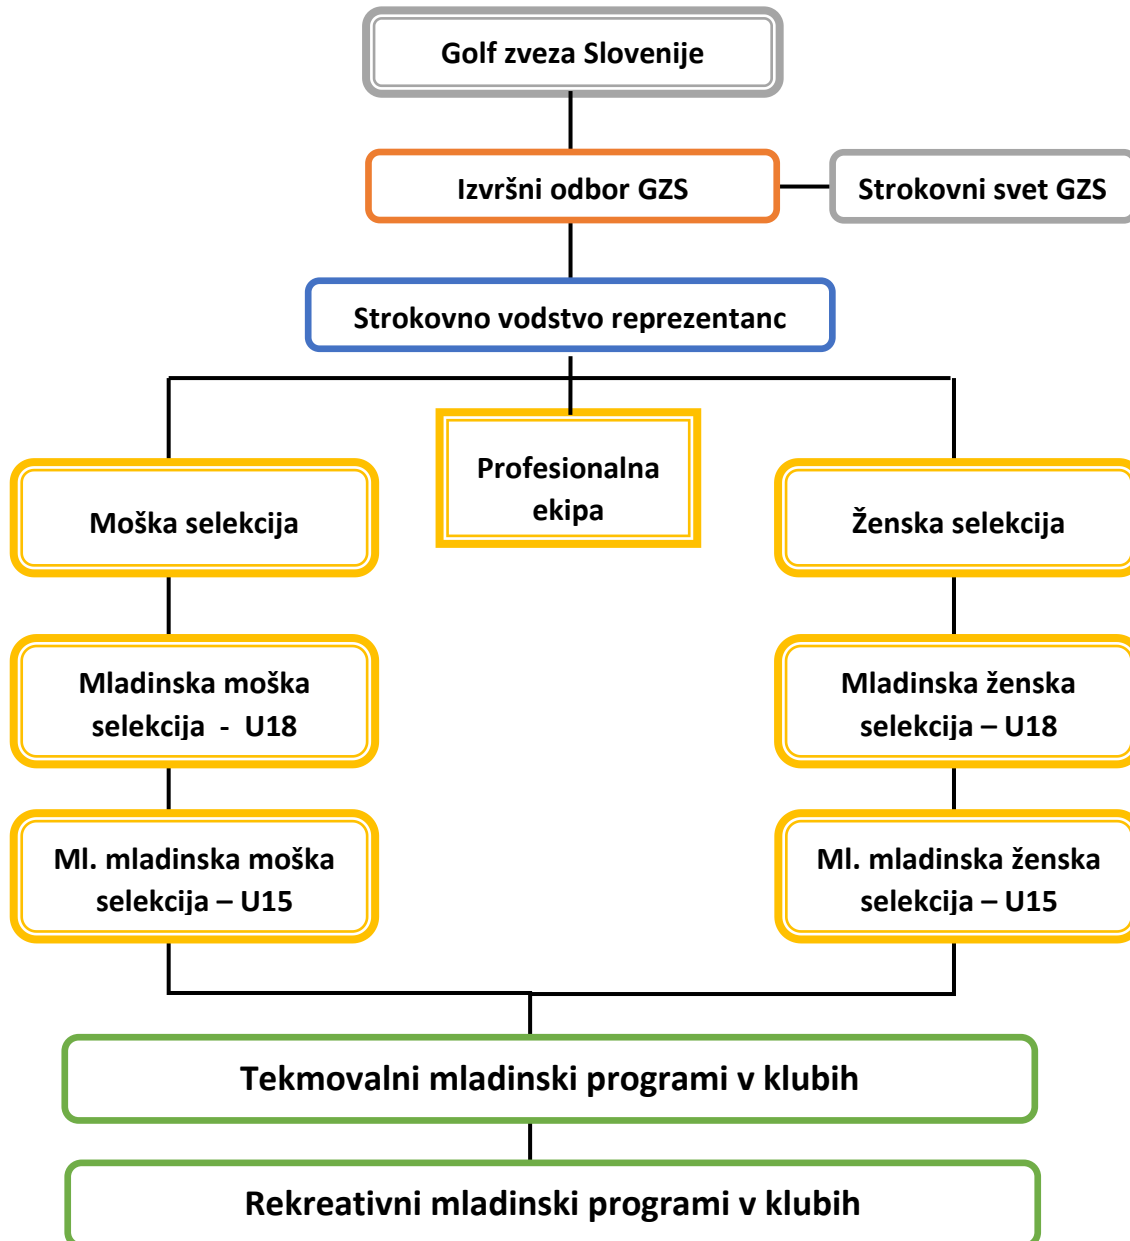 Golf zveza Slovenije
Izvršni odbor GZS
Strokovni svet GZS
Strokovno vodstvo reprezentanc
Profesionalna
ekipa
Moška selekcija
Ženska selekcija
Mladinska moška
selekcija  -  U18
Mladinska ženska
selekcija – U18
Ml. mladinska moška
selekcija – U15
Ml. mladinska ženska
selekcija – U15
Tekmovalni mladinski programi v klubih
Rekreativni mladinski programi v klubih